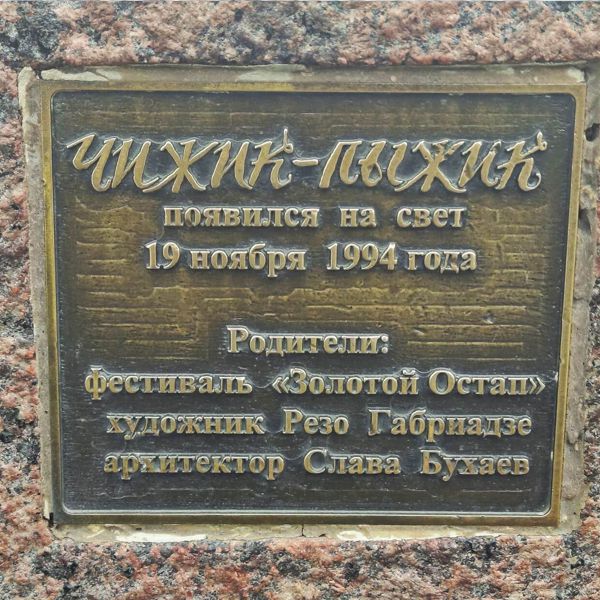 ЧИЖИК-ПЫЖИК
появился на свет
19 ноября 1994 года
Родители:
фестиваль «Золотой Остап»
художник Резо Габриадзе
архитектор Слава Бухаев